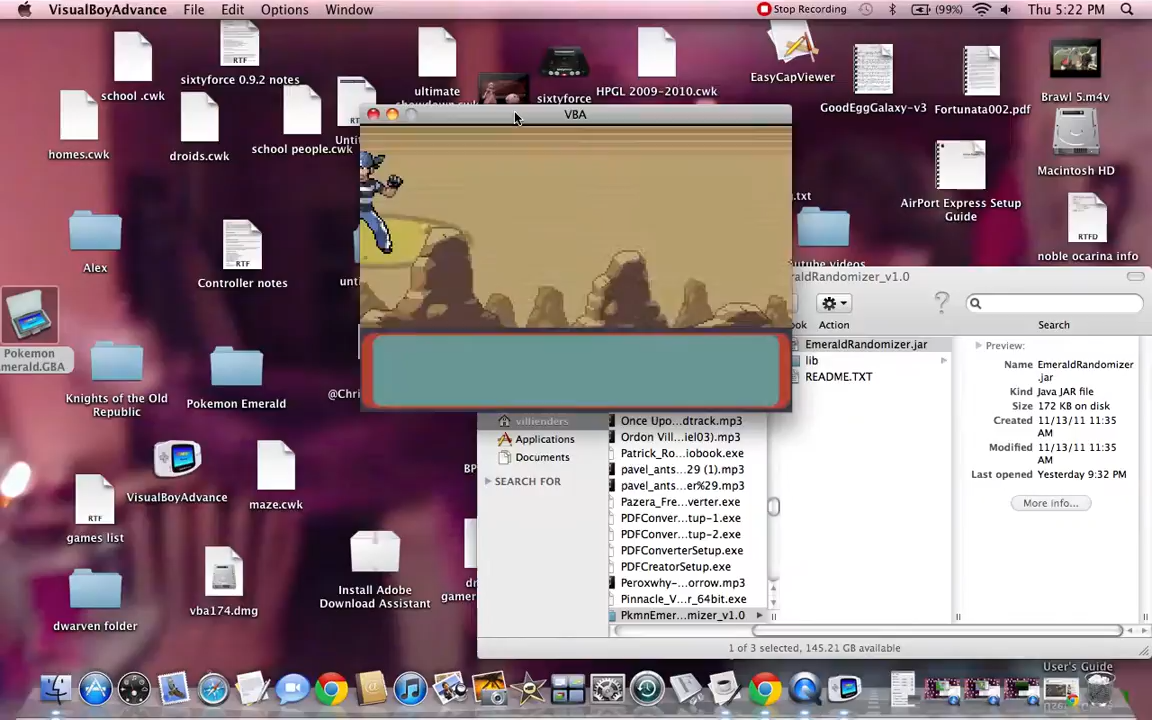 VisualBoyAdvance File Edit Options Window
Stop Recording (99%) Thu 5:22 PM
school .cwk
sixtyforce 0.9.2 notes
ultimate
sixtyforce
HPGL 2009-2010.cwk
EasyCapViewer
GoodEggGalaxy-v3
Fortunata002.pdf
Brawl S.m4v
homes.cwk
droids.cwk
school people.cwk
VBA
Macintosh HD
AirPort Express Setup
Guide
noble ocarina info
Alex
Controller notes
Pokemon
Knights of the Old
Republic
Pokemon Emerald
VisualBoyAdvance
maze.cwk
games list
dwarven folder
vba174.dmg
Install Adobe
Download Assistant
Action
Search
EmeraldRandomizer.jar
lib
README.TXT
Preview:
Name EmeraldRandomizer
.jar
Kind Java JAR file
Size 172 KB on disk
Created 11/13/11 11:35
AM
Modified 11/13/11 11:35
AM
Last opened Yesterday 9:32 PM
More info...
villienders
Applications
Documents
SEARCH FOR
Once Upo...dtrack.mp3
Ordon Vill...iel03).mp3
Patrick_Ro...iobook.exe
pavel_ants...29 (1).mp3
pavel_ants...er%29.mp3
Pazera_Fre...verter.exe
PDFConver...tup-1.exe
PDFConver...tup-2.exe
PDFConverterSetup.exe
PDFCreatorSetup.exe
Peroxwhy-...orrow.mp3
Pinnacle_V...r_64bit.exe
PkmnEmer...mizer_v1.0
1 of 3 selected, 145.21 GB available
User's Guide